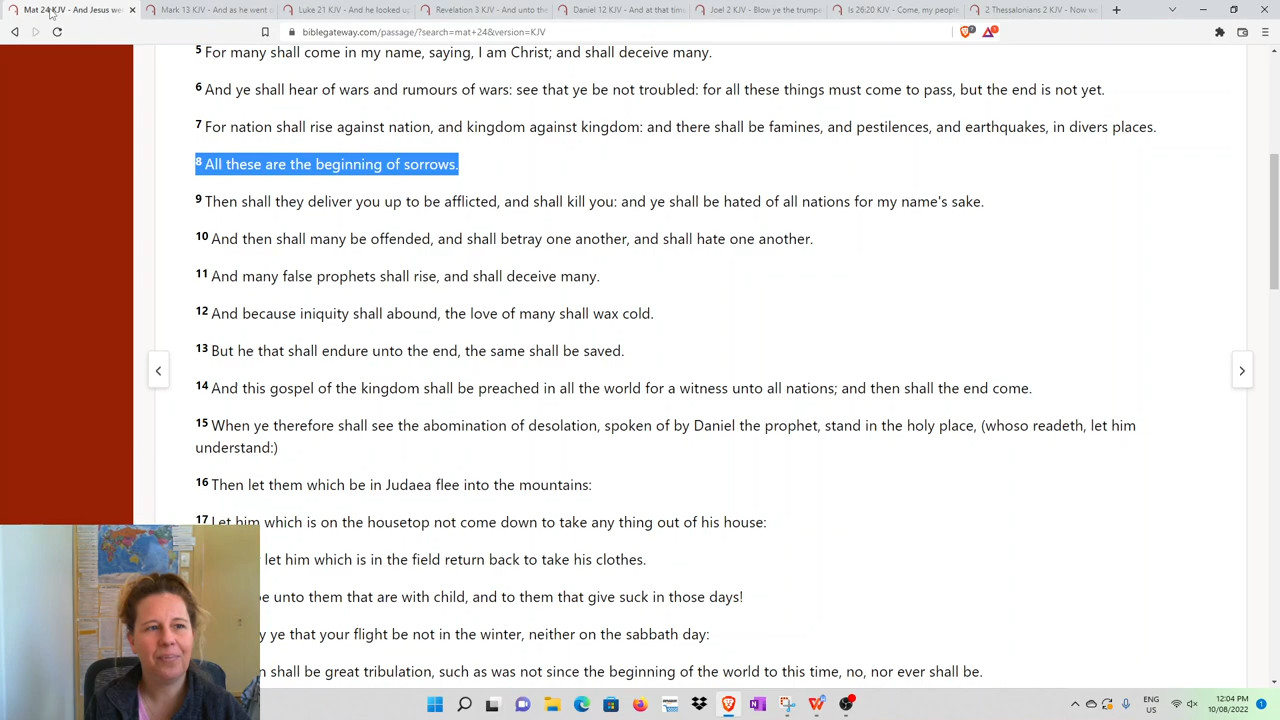 Mat 24 KJV - And Jesus we
Mark 13 KJV - And as he went o
Luke 21 KJV - And he looked up
Revelation 3 KJV - And unto the
Daniel 12 KJV - And at that time
Joel 2 KJV - Blow ye the trumpe
Is 26:20 KJV - Come, my people
2 Thessalonians 2 KJV - Now we
biblegateway.com/passage/?search=mat+24&version=KJV
5 For many shall come in my name, saying, I am Christ; and shall deceive many.
6 And ye shall hear of wars and rumours of wars: see that ye be not troubled: for all these things must come to pass, but the end is not yet.
7 For nation shall rise against nation, and kingdom against kingdom: and there shall be famines, and pestilences, and earthquakes, in divers places.
8 All these are the beginning of sorrows.
9 Then shall they deliver you up to be afflicted, and shall kill you: and ye shall be hated of all nations for my name's sake.
10 And then shall many be offended, and shall betray one another, and shall hate one another.
11 And many false prophets shall rise, and shall deceive many.
12 And because iniquity shall abound, the love of many shall wax cold.
13 But he that shall endure unto the end, the same shall be saved.
14 And this gospel of the kingdom shall be preached in all the world for a witness unto all nations; and then shall the end come.
15 When ye therefore shall see the abomination of desolation, spoken of by Daniel the prophet, stand in the holy place, (whoso readeth, let him
understand:)
16 Then let them which be in Judaea flee into the mountains:
17 Let him which is on the housetop not come down to take any thing out of his house:
let him which is in the field return back to take his clothes.
be unto them that are with child, and to them that give suck in those days!
y ye that your flight be not in the winter, neither on the sabbath day:
n shall be great tribulation, such as was not since the beginning of the world to this time, no, nor ever shall be.
ENG
US
12:04 PM
10/08/2022